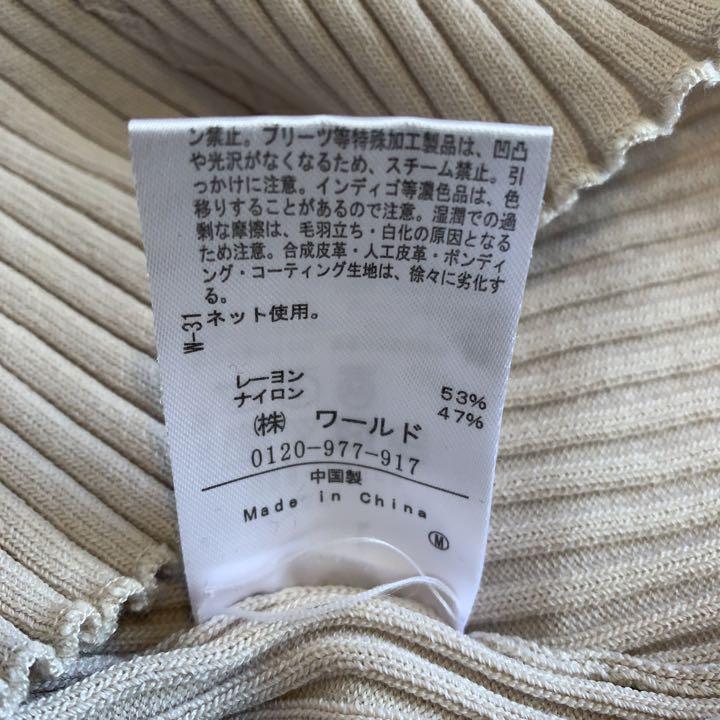 ン禁止。プリーツ等特殊加工製品は、凹凸
や光沢がなくなるため、スチーム禁止。引
っかけに注意。インディゴ等濃色品は、色
移りすることがあるので注意。湿潤での過
剰な摩擦は、毛羽立ち・白化の原因となる
ため注意。合成皮革・人工皮革・ボンディ
ング・コーティング生地は、徐々に劣化す
る。
W-31
ネット使用。
レーヨン 53%
ナイロン 47%
㈱ ワールド
0120-977-917
中国製
Made in China
Ⓜ